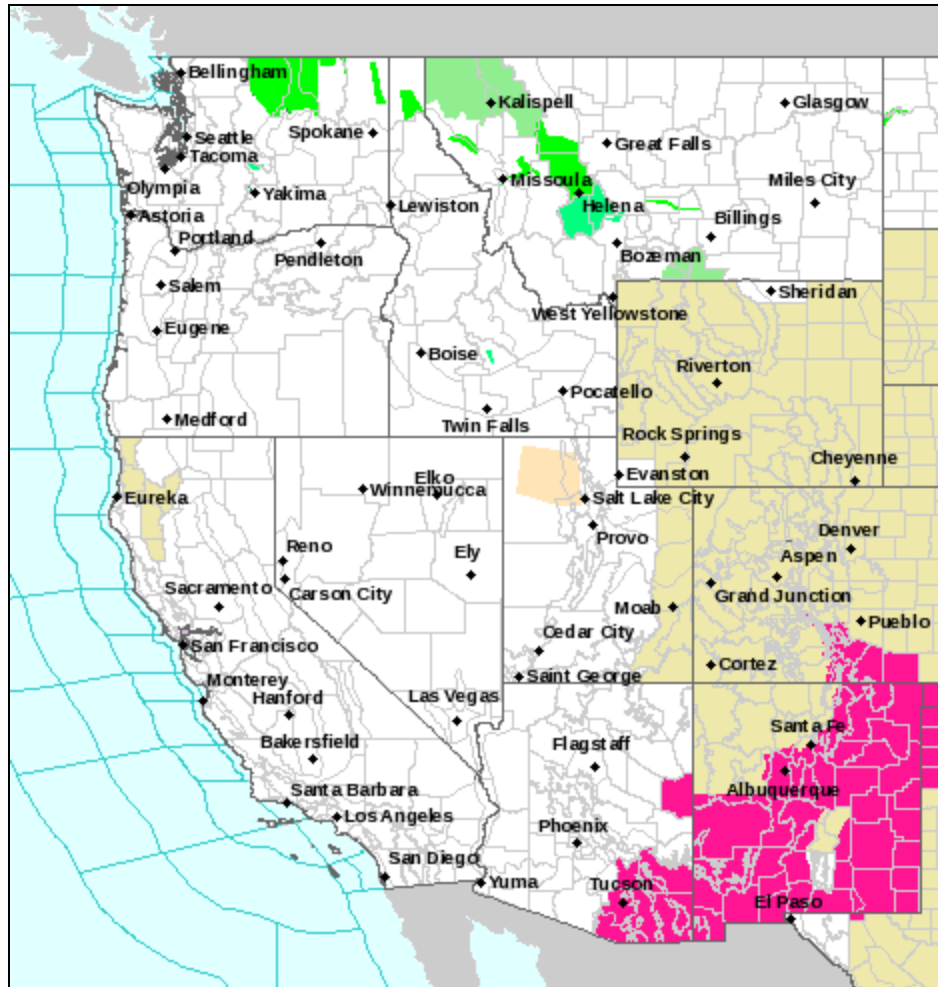 Bellingham
Kalispell
Glasgow
Seattle
Spokane
Great Falls
Tacoma
Missoula
Miles City
Olympia
Yakima
Lewiston
Helena
Astoria
Billings
Portland
Pendleton
Bozeman
Salem
Sheridan
West Yellowstone
Eugene
Boise
Riverton
Pocatello
Medford
Twin Falls
Rock Springs
Cheyenne
Elko
Evanston
Eureka
Winnemucca
Salt Lake City
Denver
Provo
Reno
Ely
Aspen
Sacramento
Carson City
Grand Junction
Moab
Pueblo
Cedar City
San Francisco
Cortez
Saint George
Monterey
Hanford
Las Vegas
Santa Fe
Bakersfield
Flagstaff
Santa Barbara
Albuquerque
Los Angeles
Phoenix
San Diego
Yuma
Tucson
El Paso